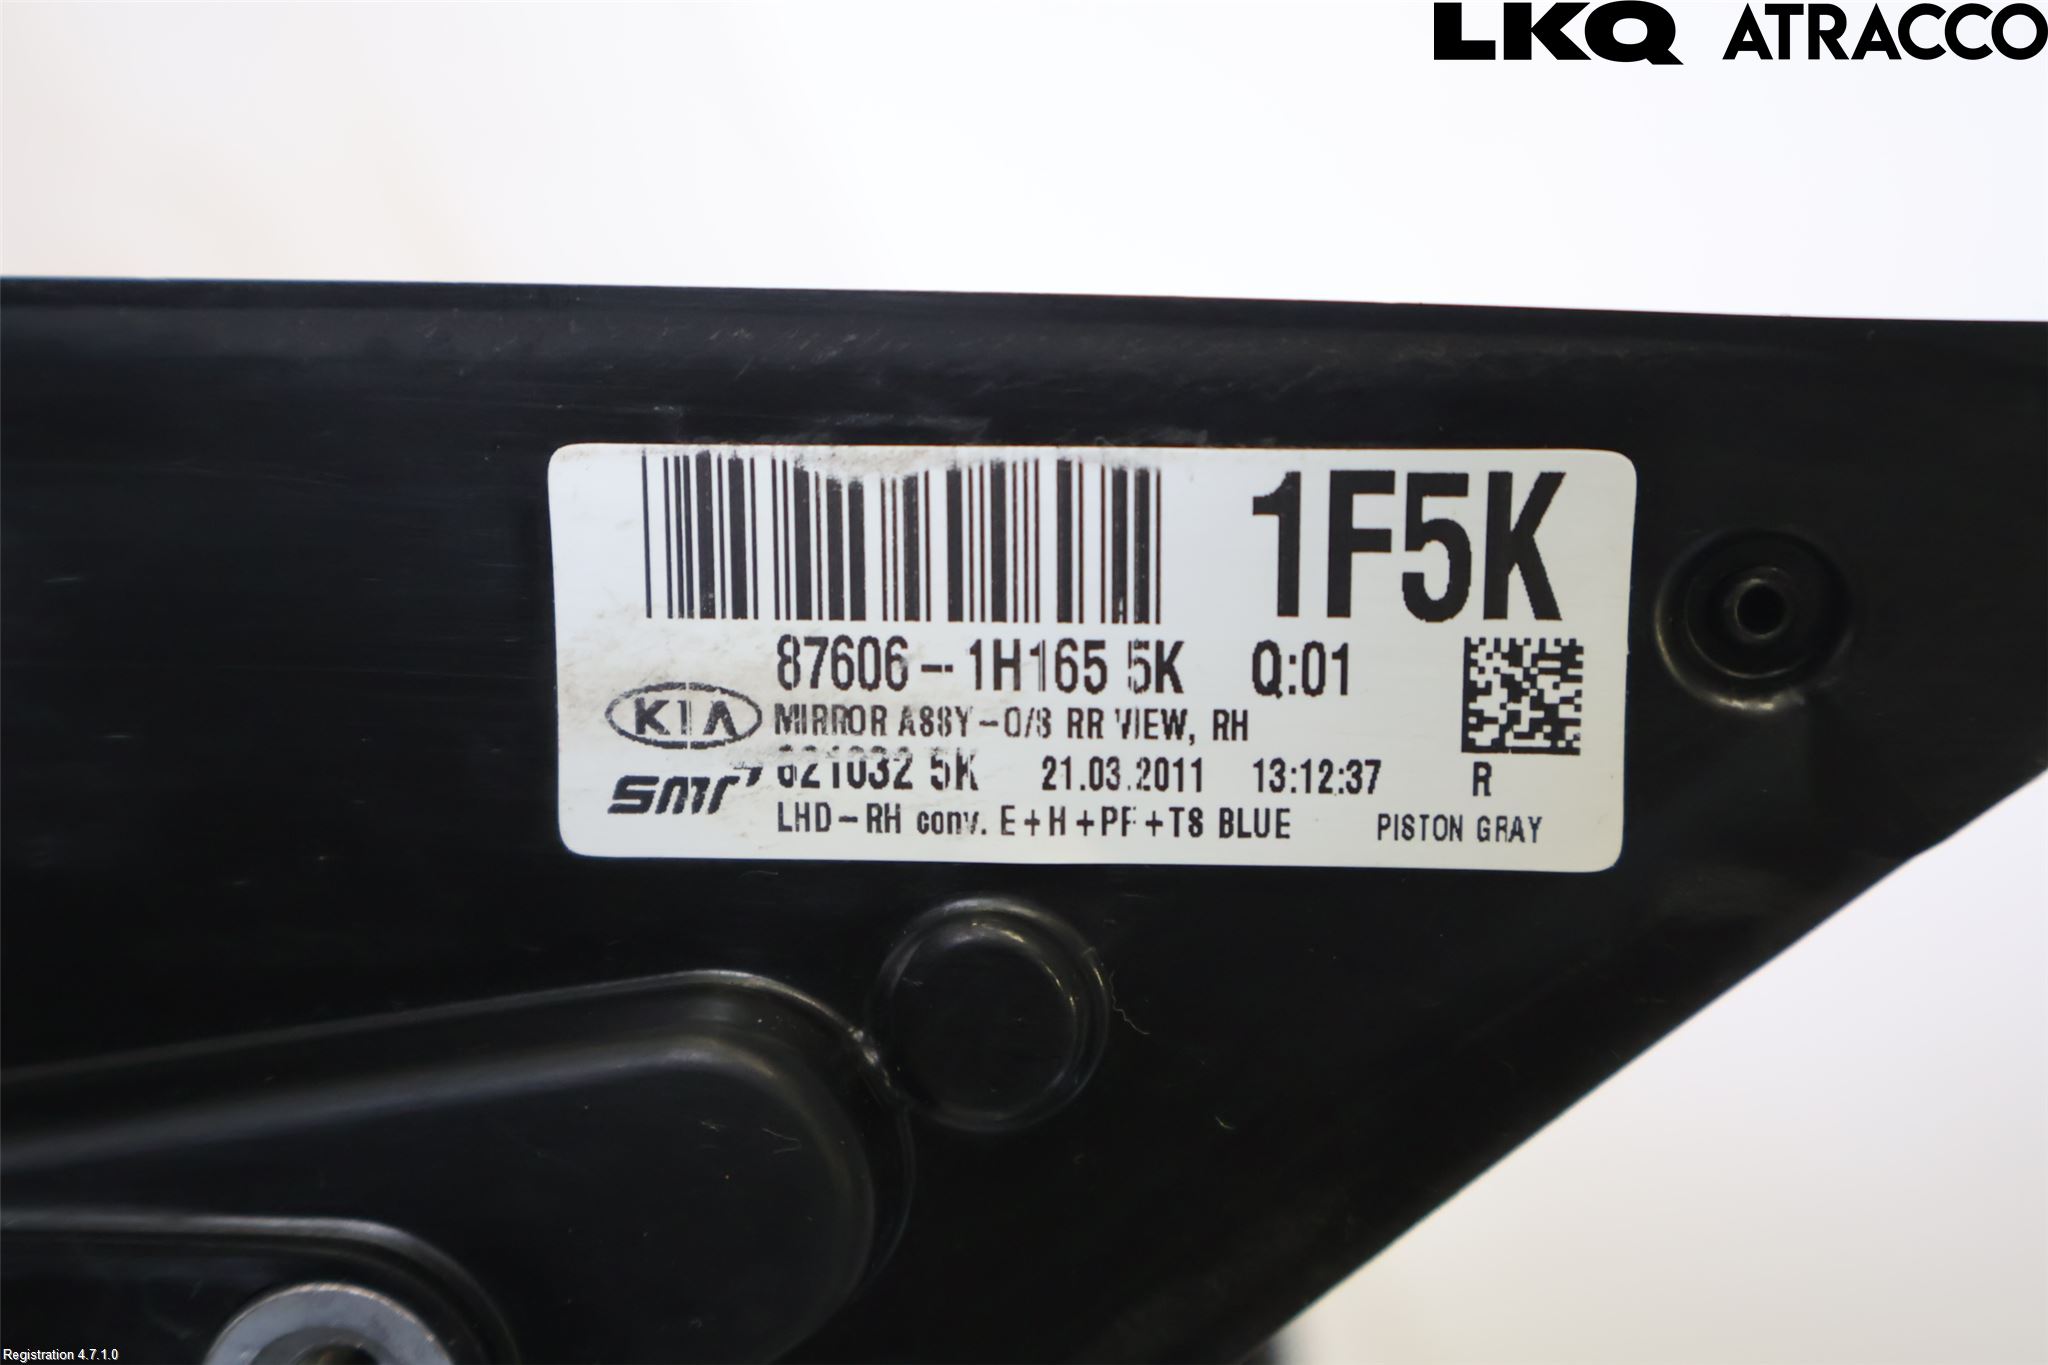 LKQ ATRACCO
1F5K
87606-1H165 5K Q:01
KIA
MIRROR ASSY-O/S RR VIEW, RH
smr 621032 5K 21.03.2011 13:12:37 R
LHD-RH conv. E+H+PF+TS BLUE PISTON GRAY
Registration 4.7.1.0